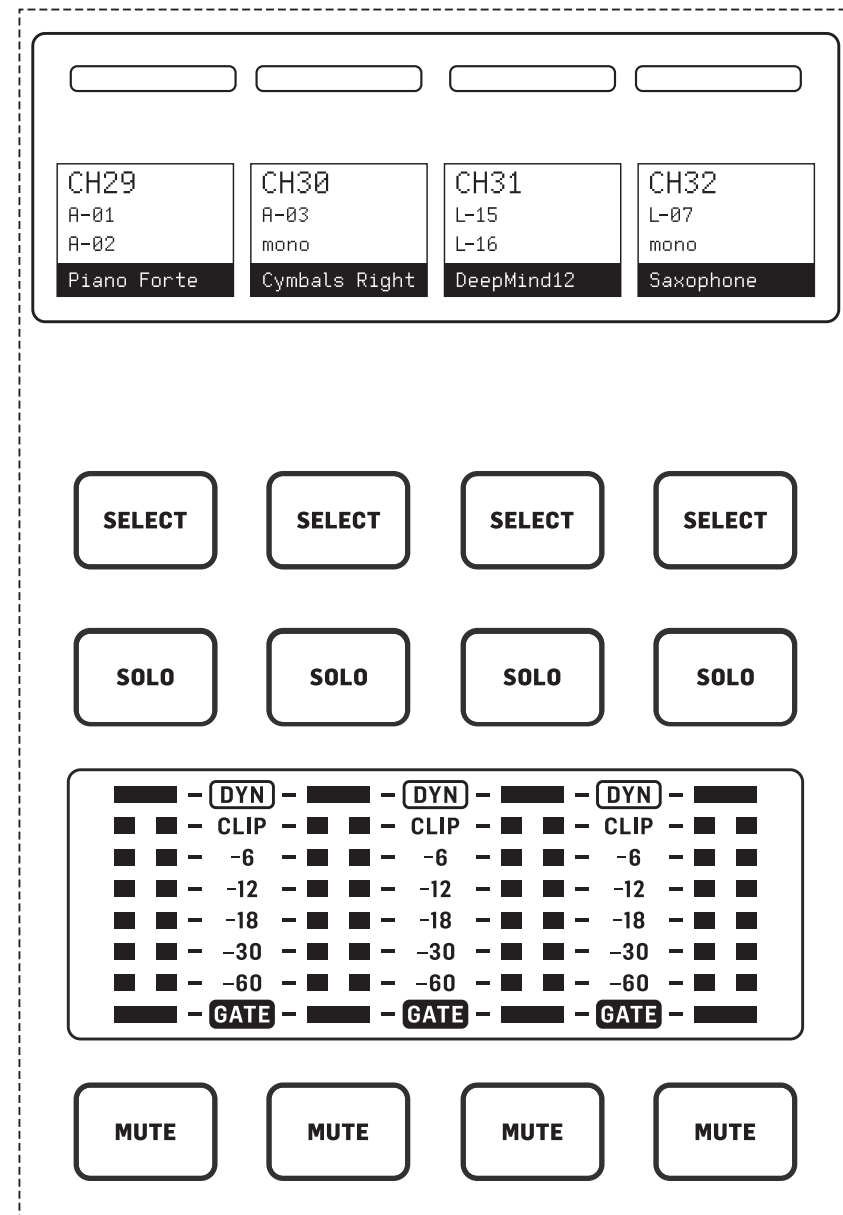 CH29 CH30 CH31 CH32
A-01 A-03 L-15 L-07
A-02 mono L-16 mono
Piano Forte Cymbals Right DeepMind12 Saxophone
SELECT SELECT SELECT SELECT
SOLO SOLO SOLO SOLO
DYN DYN DYN
CLIP CLIP CLIP
-6 -6 -6
-12 -12 -12
-18 -18 -18
-30 -30 -30
-60 -60 -60
GATE GATE GATE
MUTE MUTE MUTE MUTE